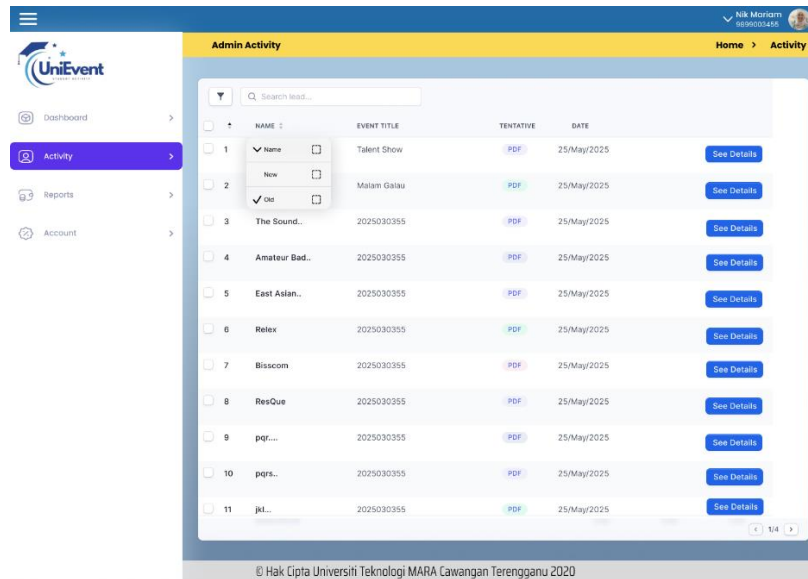 Nik Mariam
9899003455
Admin Activity
Home > Activity
UniEvent
Search lead...
Dashboard
Activity
Reports
Account
NAME EVENT TITLE TENTATIVE DATE
1 Talent Show PDF 25/May/2025 See Details
Name
New
Old
2 Malam Galau PDF 25/May/2025 See Details
3 The Sound.. 2025030355 PDF 25/May/2025 See Details
4 Amateur Bad.. 2025030355 PDF 25/May/2025 See Details
5 East Asian.. 2025030355 PDF 25/May/2025 See Details
6 Relex 2025030355 PDF 25/May/2025 See Details
7 Bisscom 2025030355 PDF 25/May/2025 See Details
8 ResQue 2025030355 PDF 25/May/2025 See Details
9 pqr.... 2025030355 PDF 25/May/2025 See Details
10 pqrs.. 2025030355 PDF 25/May/2025 See Details
11 jkl... 2025030355 PDF 25/May/2025 See Details
1/4
© Hak Cipta Universiti Teknologi MARA Cawangan Terengganu 2020